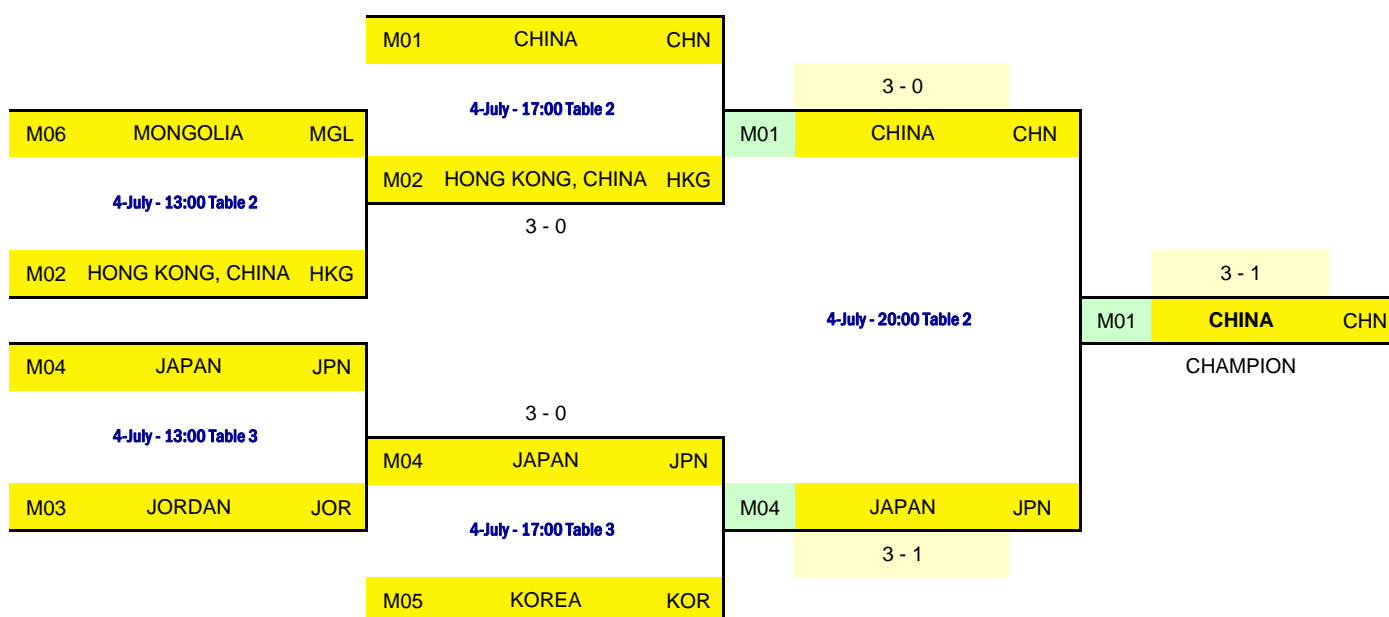 M01 CHINA CHN
3 - 0
4-July - 17:00 Table 2
M06 MONGOLIA MGL
M01 CHINA CHN
M02 HONG KONG, CHINA HKG
4-July - 13:00 Table 2
3 - 0
M02 HONG KONG, CHINA HKG
3 - 1
4-July - 20:00 Table 2
M01 CHINA CHN
M04 JAPAN JPN
CHAMPION
3 - 0
4-July - 13:00 Table 3
M04 JAPAN JPN
M03 JORDAN JOR
M04 JAPAN JPN
4-July - 17:00 Table 3
3 - 1
M05 KOREA KOR